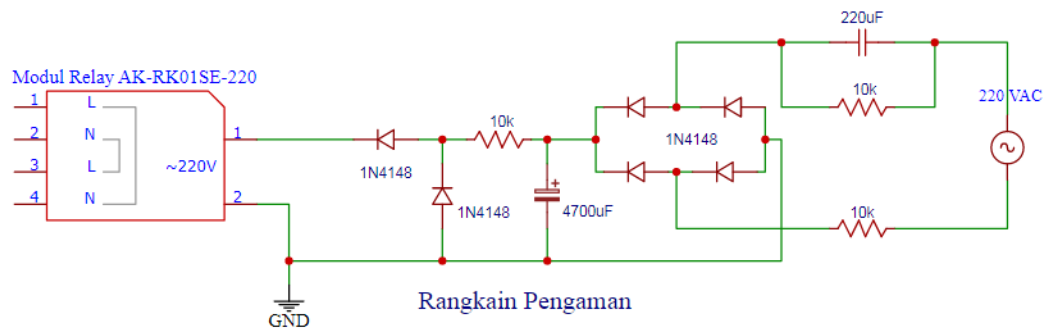 220uF
Modul Relay AK-RK01SE-220
10k
220 VAC
1 L
2 N
3 L
4 N
1
~220V
2
10k
1N4148
1N4148
1N4148
+
4700uF
10k
GND
Rangkain Pengaman